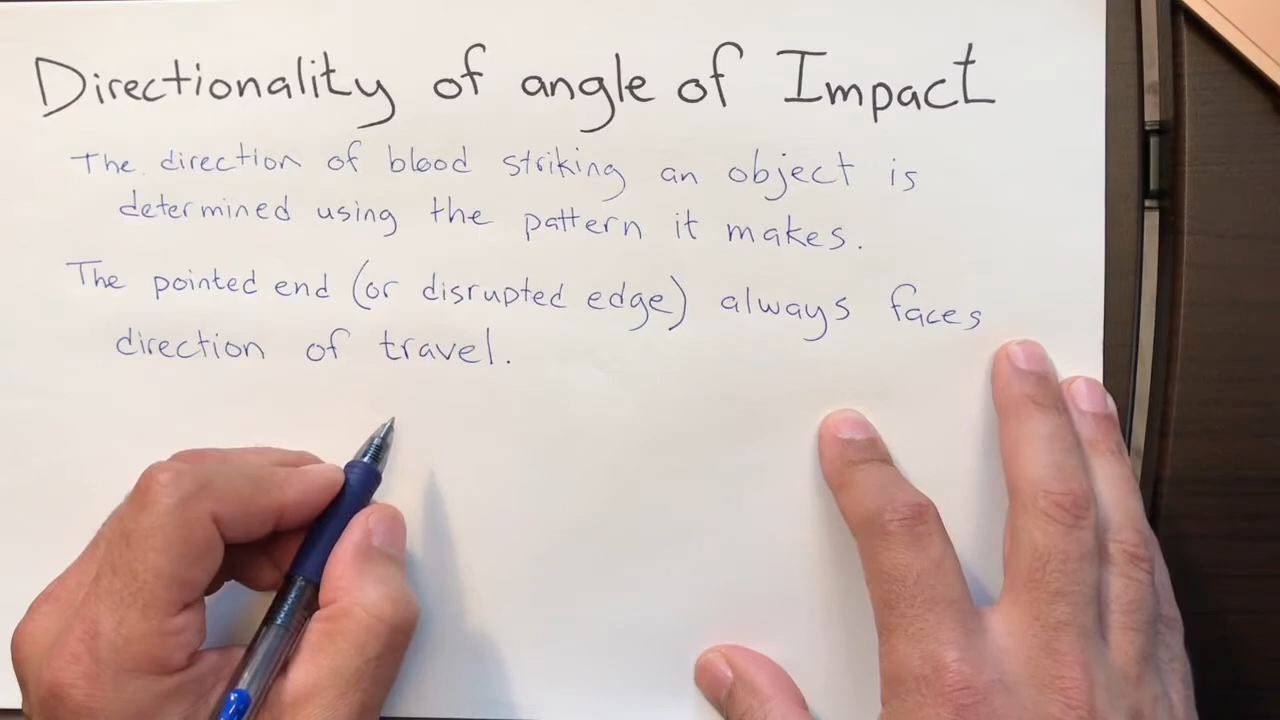 Directionality of angle of Impact
The direction of blood striking an object is
determined using the pattern it makes.
The pointed end (or disrupted edge) always faces
direction of travel.